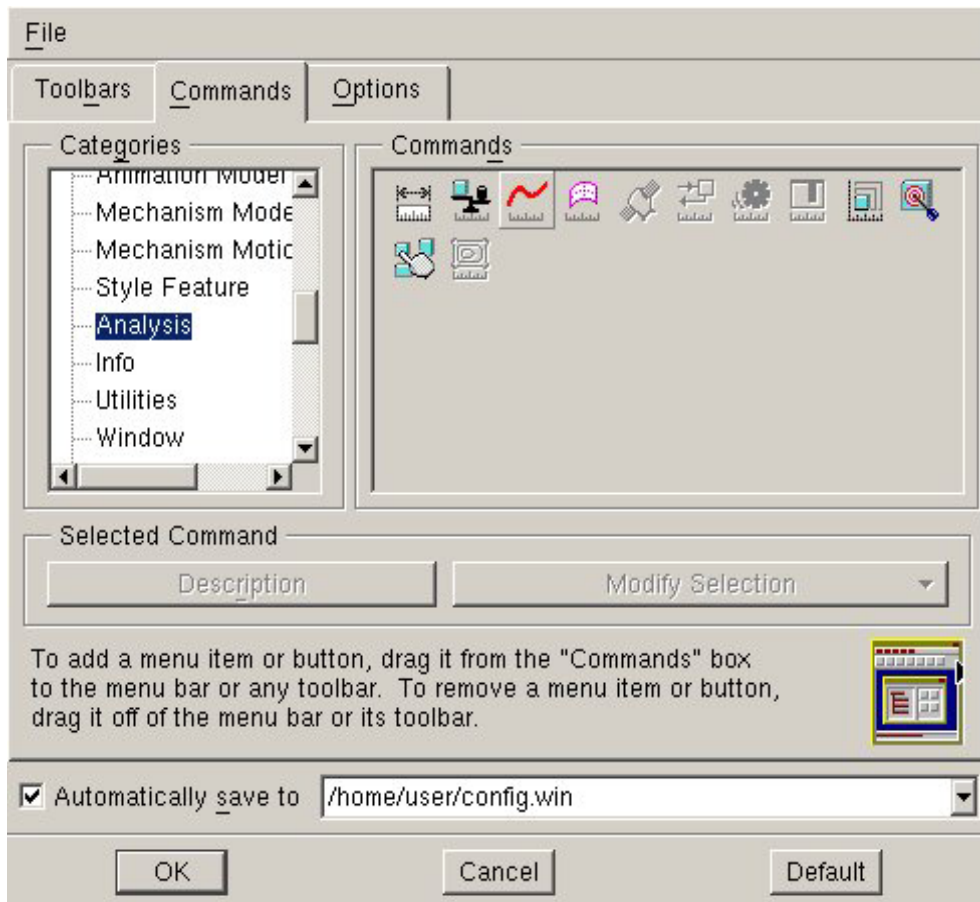 File
Toolbars
Commands
Options
Categories
Animation Model
Mechanism Mode
Mechanism Motic
Style Feature
Analysis
Info
Utilities
Window
Commands
Selected Command
Description
Modify Selection
To add a menu item or button, drag it from the "Commands" box
to the menu bar or any toolbar. To remove a menu item or button,
drag it off of the menu bar or its toolbar.
Automatically save to
/home/user/config.win
OK
Cancel
Default